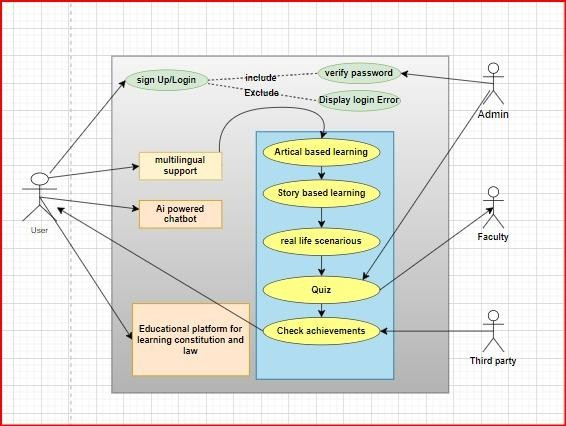 sign Up/Login
include
verify password
Exclude
Display login Error
Admin
Artical based learning
multilingual
support
Story based learning
Ai powered
chatbot
User
real life scenarious
Faculty
Quiz
Educational platform for
learning constitution and
law
Check achievements
Third party